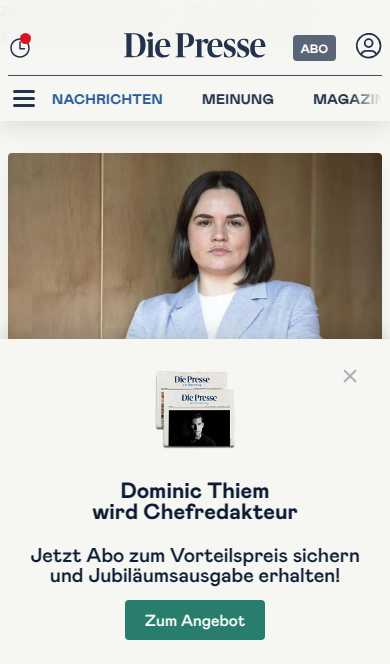 Die Presse
ABO
NACHRICHTEN MEINUNG MAGAZIN
Die Presse
Die Presse
Dominic Thiem
wird Chefredakteur
Jetzt Abo zum Vorteilspreis sichern
und Jubiläumsausgabe erhalten!
Zum Angebot